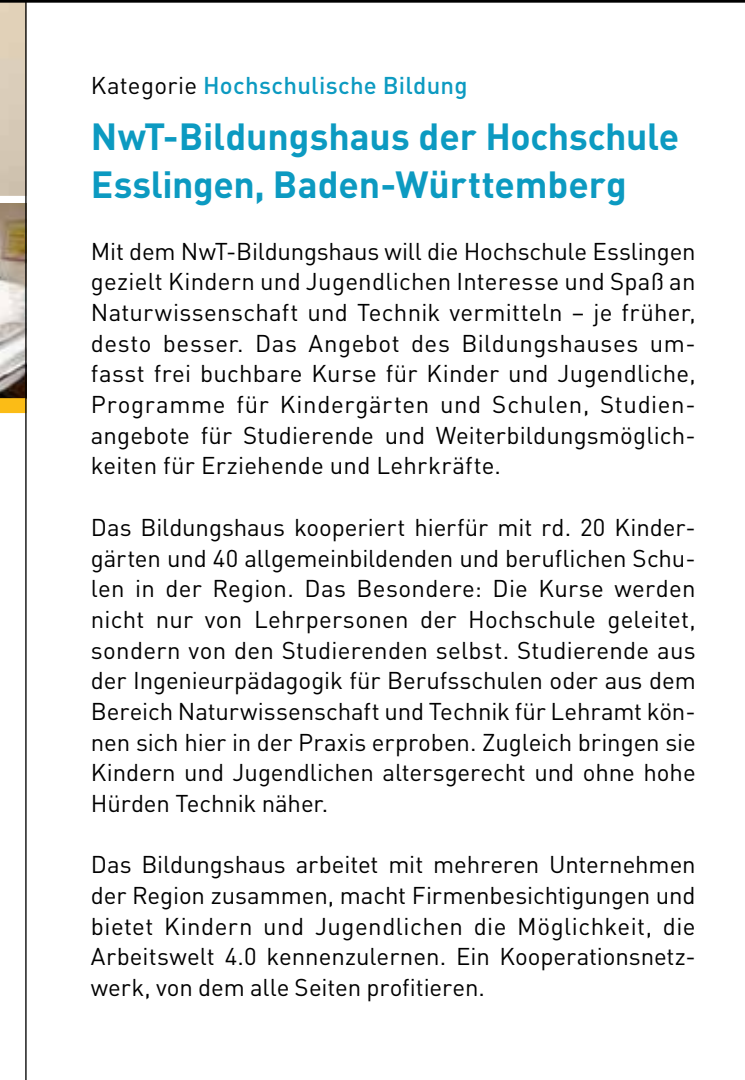 Kategorie Hochschulische Bildung
NwT-Bildungshaus der Hochschule
Esslingen, Baden-Württemberg
Mit dem NwT-Bildungshaus will die Hochschule Esslingen
gezielt Kindern und Jugendlichen Interesse und Spaß an
Naturwissenschaft und Technik vermitteln – je früher,
desto besser. Das Angebot des Bildungshauses um-
fasst frei buchbare Kurse für Kinder und Jugendliche,
Programme für Kindergärten und Schulen, Studien-
angebote für Studierende und Weiterbildungsmöglich-
keiten für Erziehende und Lehrkräfte.
Das Bildungshaus kooperiert hierfür mit rd. 20 Kinder-
gärten und 40 allgemeinbildenden und beruflichen Schu-
len in der Region. Das Besondere: Die Kurse werden
nicht nur von Lehrpersonen der Hochschule geleitet,
sondern von den Studierenden selbst. Studierende aus
der Ingenieurpädagogik für Berufsschulen oder aus dem
Bereich Naturwissenschaft und Technik für Lehramt kön-
nen sich hier in der Praxis erproben. Zugleich bringen sie
Kindern und Jugendlichen altersgerecht und ohne hohe
Hürden Technik näher.
Das Bildungshaus arbeitet mit mehreren Unternehmen
der Region zusammen, macht Firmenbesichtigungen und
bietet Kindern und Jugendlichen die Möglichkeit, die
Arbeitswelt 4.0 kennenzulernen. Ein Kooperationsnetz-
werk, von dem alle Seiten profitieren.